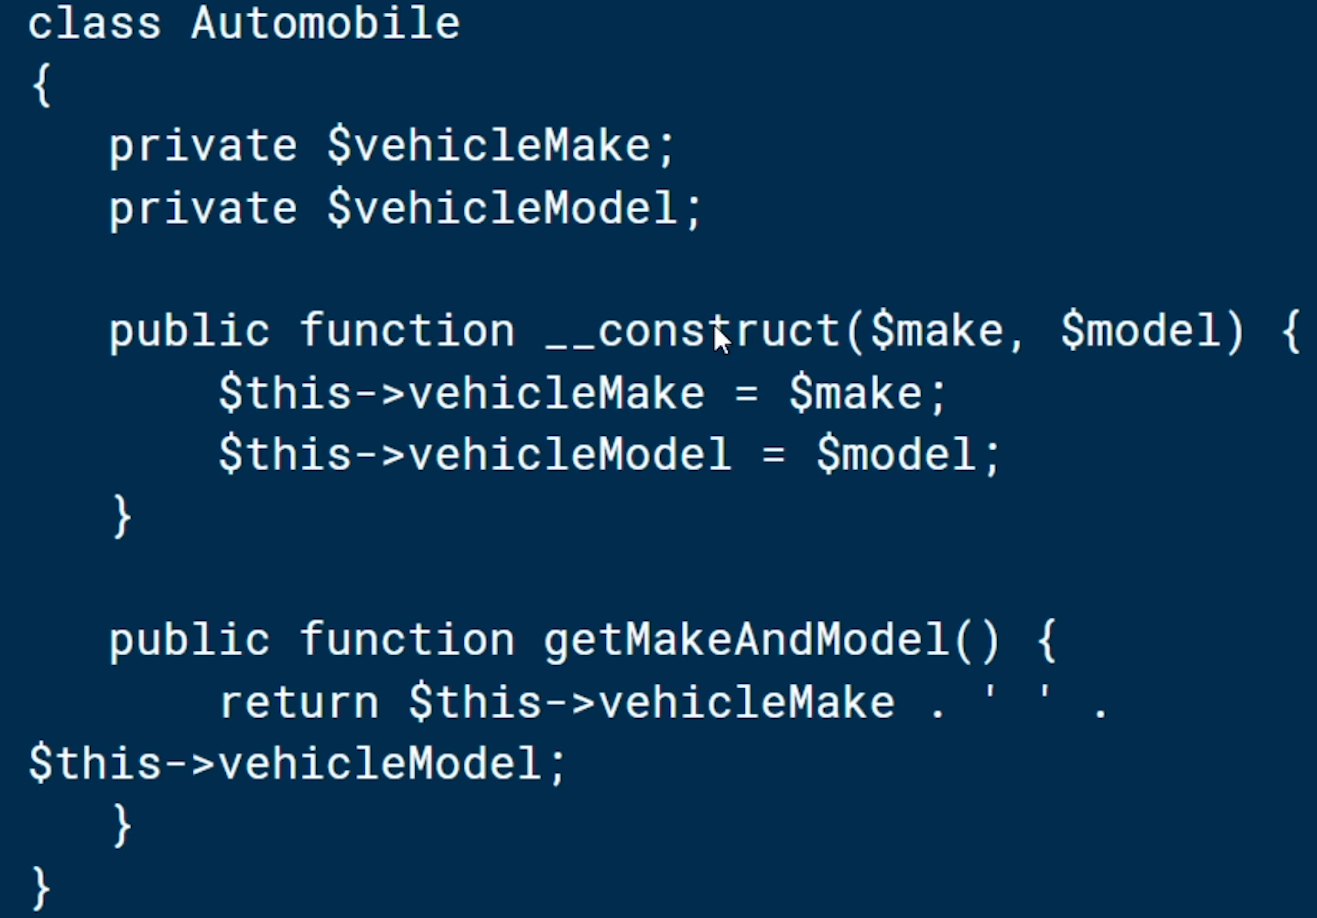 class Automobile
{
   private $vehicleMake;
   private $vehicleModel;

   public function __construct($make, $model) {
       $this->vehicleMake = $make;
       $this->vehicleModel = $model;
   }

   public function getMakeAndModel() {
       return $this->vehicleMake . ' ' .
$this->vehicleModel;
   }
}